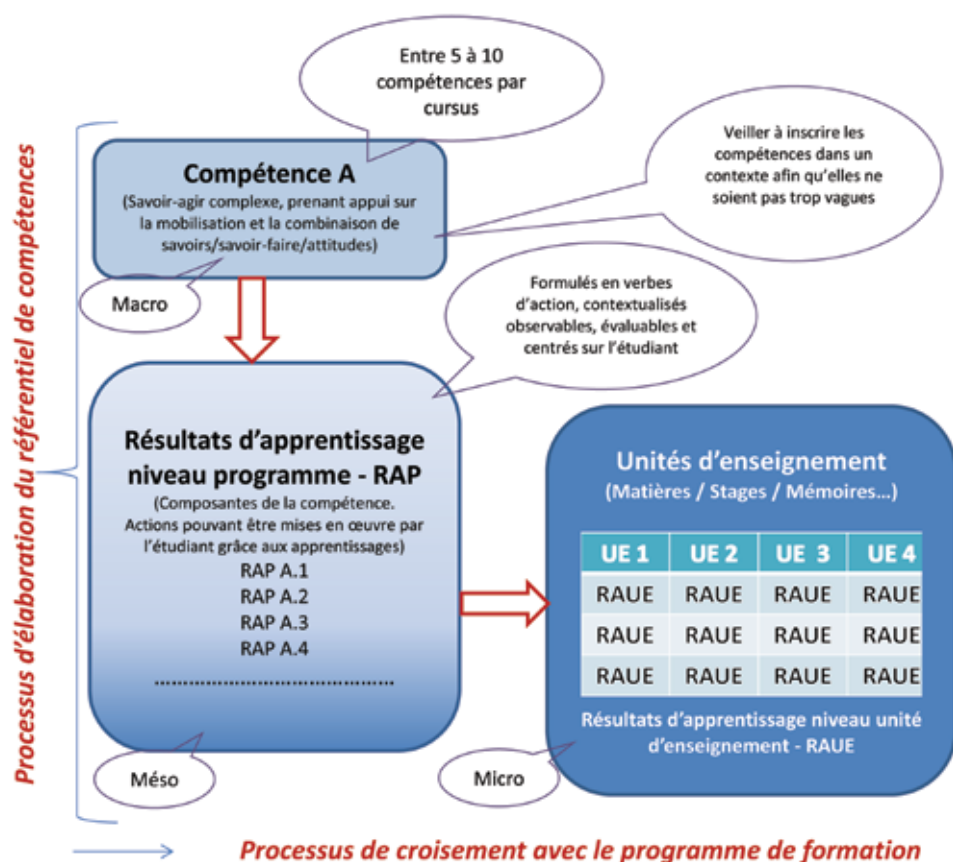 Entre 5 à 10
compétences par
cursus
Veiller à inscrire les
compétences dans un
contexte afin qu'elles ne
soient pas trop vagues
Compétence A
(Savoir-agir complexe, prenant appui sur
la mobilisation et la combinaison de
savoirs/savoir-faire/attitudes)
Macro
Formulés en verbes
d'action, contextualisés
observables, évaluables et
centrés sur l'étudiant
Processus d'élaboration du référentiel de compétences
Résultats d'apprentissage
niveau programme - RAP
(Composantes de la compétence.
Actions pouvant être mises en œuvre par
l'étudiant grâce aux apprentissages)
RAP A.1
RAP A.2
RAP A.3
RAP A.4
............................................
Méso
Unités d'enseignement
(Matières / Stages / Mémoires...)
UE 1 UE 2 UE 3 UE 4
RAUE RAUE RAUE RAUE
RAUE RAUE RAUE RAUE
RAUE RAUE RAUE RAUE
Résultats d'apprentissage niveau unité
d'enseignement - RAUE
Micro
Processus de croisement avec le programme de formation